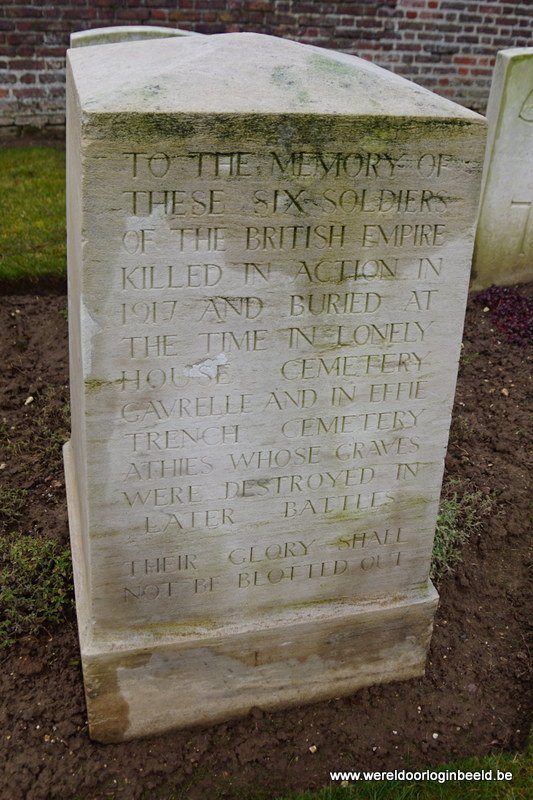 TO THE MEMORY OF
THESE SIX SOLDIERS
OF THE BRITISH EMPIRE
KILLED IN ACTION IN
1917 AND BURIED AT
THE TIME IN LONELY
HOUSE CEMETERY
GAVRELLE AND IN EFFIE
TRENCH CEMETERY
ATHIES WHOSE GRAVES
WERE DESTROYED IN
LATER BATTLES
THEIR GLORY SHALL
NOT BE BLOTTED OUT
www.wereldoorloginbeeld.be